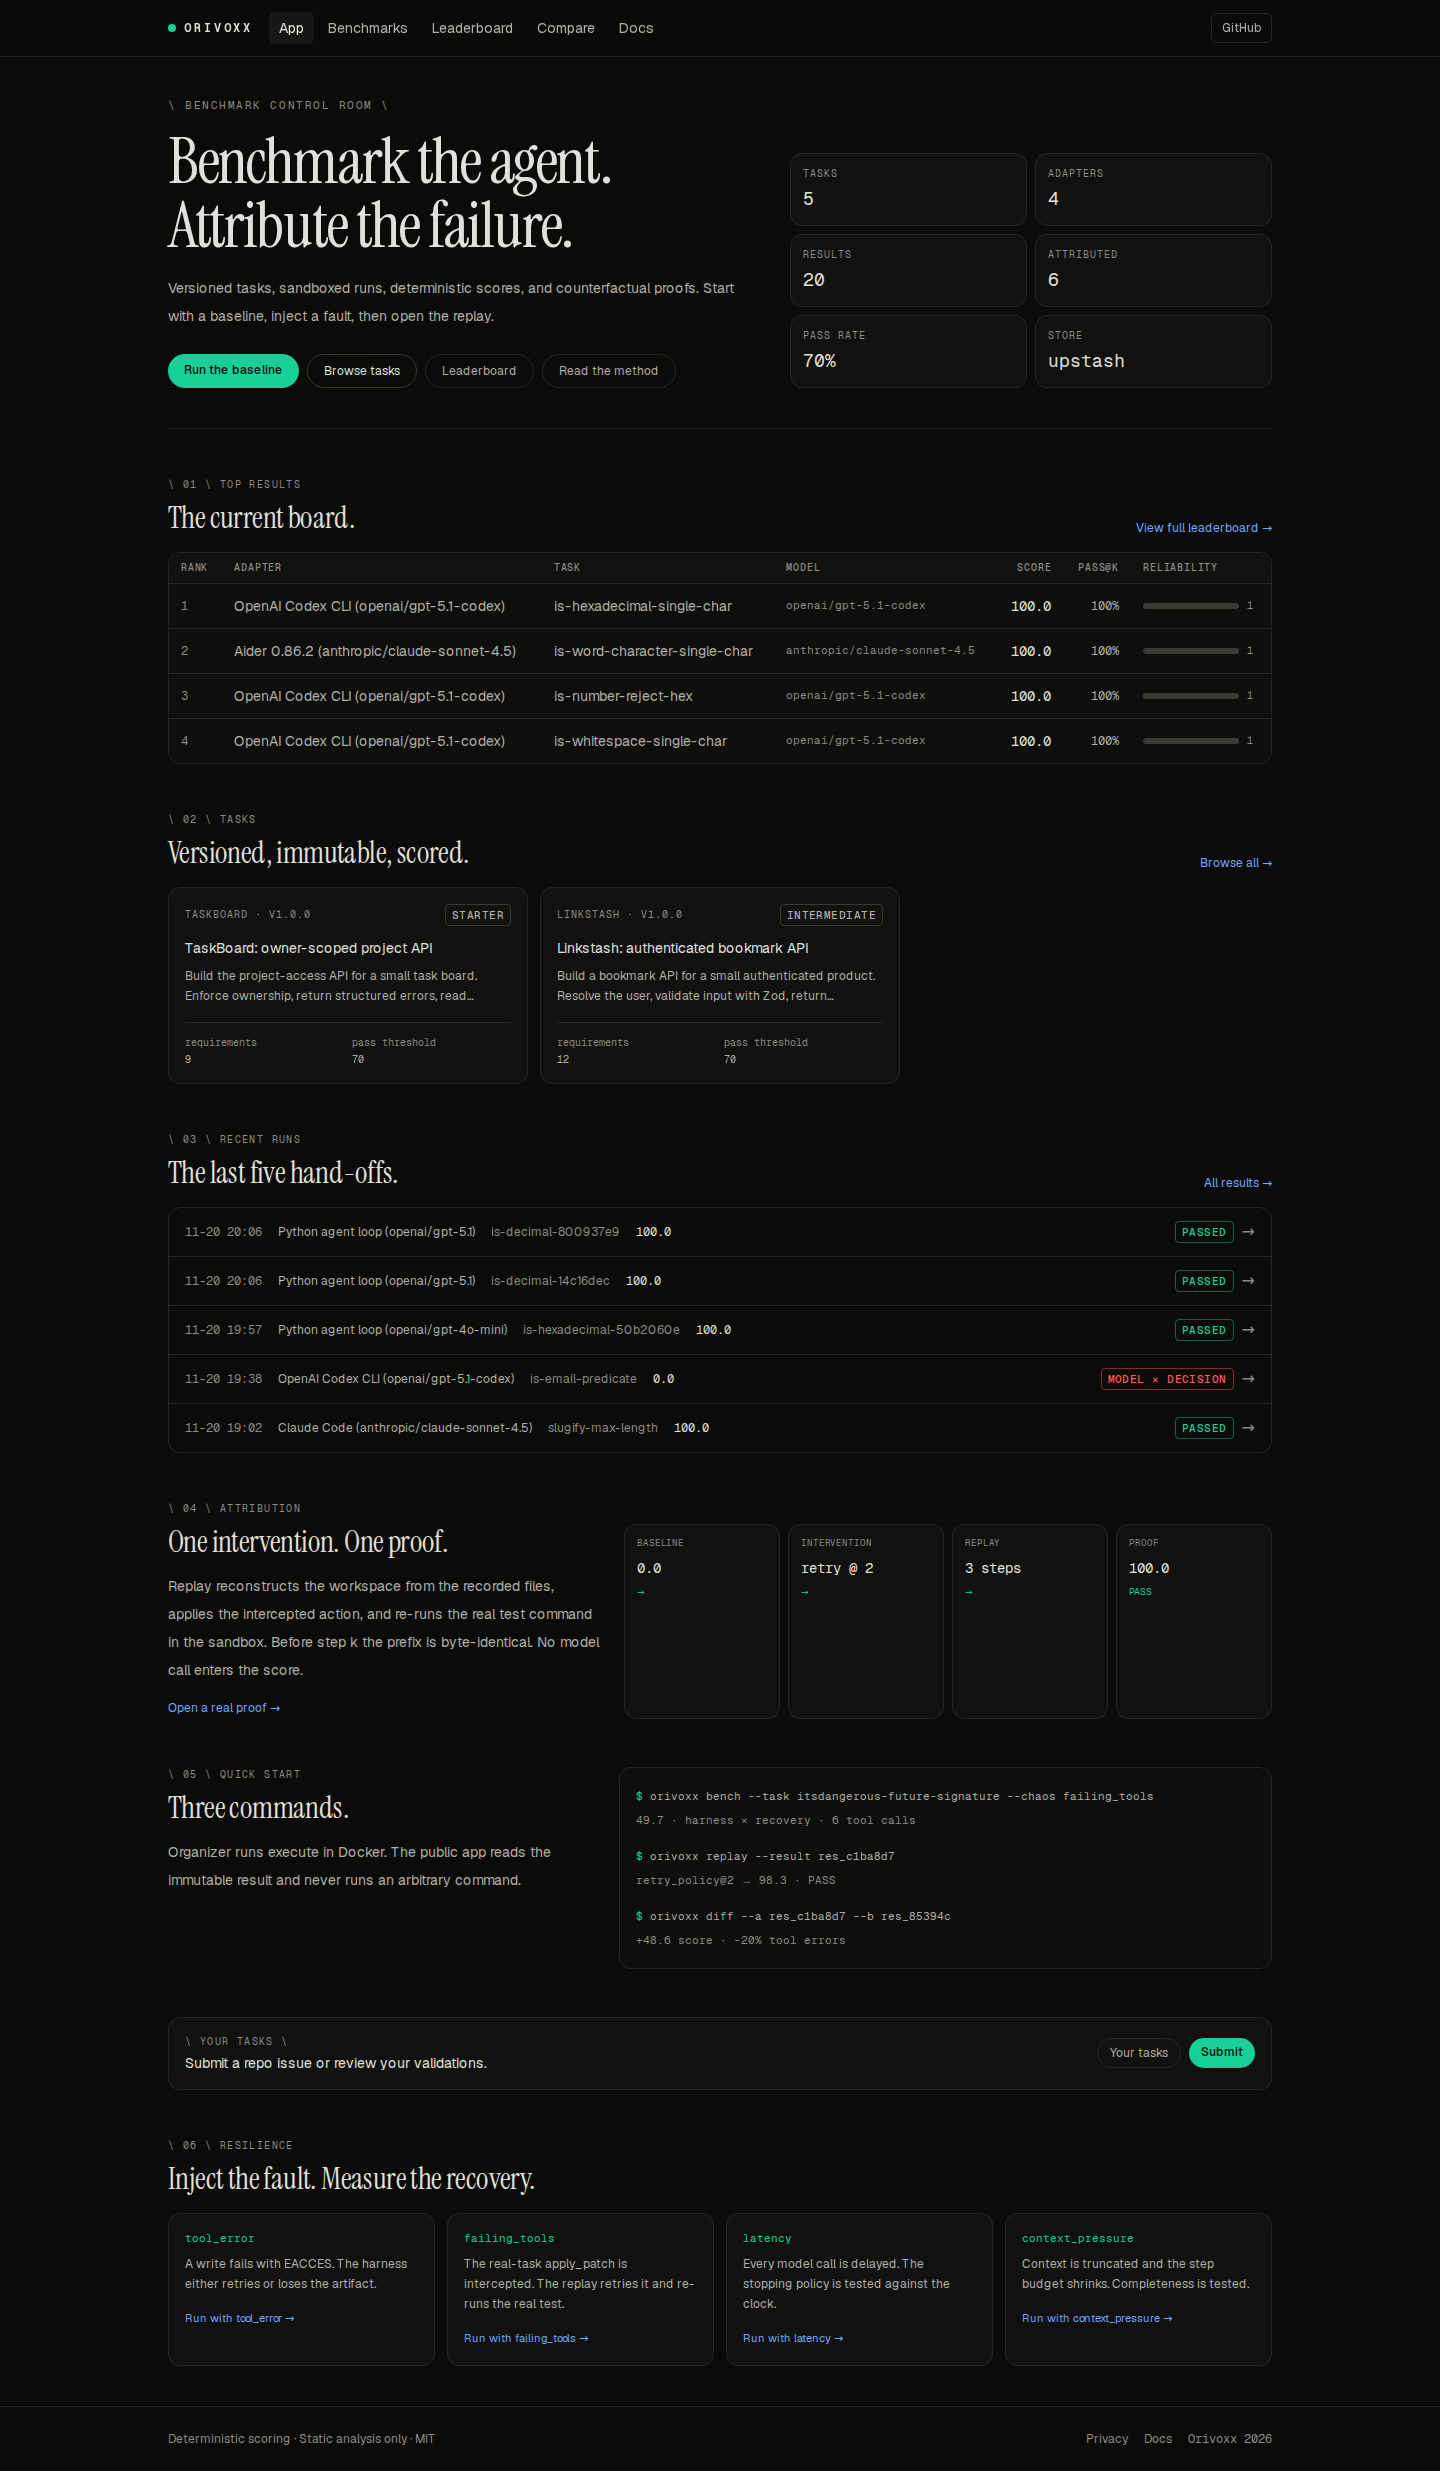 ORIVOXX App Benchmarks Leaderboard Compare Docs GitHub
\ BENCHMARK CONTROL ROOM \
Benchmark the agent.
Attribute the failure.
Versioned tasks, sandboxed runs, deterministic scores, and counterfactual proofs. Start
with a baseline, inject a fault, then open the replay.
Run the baseline Browse tasks Leaderboard Read the method
TASKS ADAPTERS
5 4
RESULTS ATTRIBUTED
20 6
PASS RATE STORE
70% upstash
\ 01 \ TOP RESULTS
The current board.
View full leaderboard →
RANK ADAPTER TASK MODEL SCORE PASS@K RELIABILITY
1 OpenAI Codex CLI (openai/gpt-5.1-codex) is-hexadecimal-single-char openai/gpt-5.1-codex 100.0 100% 1
2 Aider 0.86.2 (anthropic/claude-sonnet-4.5) is-word-character-single-char anthropic/claude-sonnet-4.5 100.0 100% 1
3 OpenAI Codex CLI (openai/gpt-5.1-codex) is-number-reject-hex openai/gpt-5.1-codex 100.0 100% 1
4 OpenAI Codex CLI (openai/gpt-5.1-codex) is-whitespace-single-char openai/gpt-5.1-codex 100.0 100% 1
\ 02 \ TASKS
Versioned, immutable, scored.
Browse all →
TASKBOARD · V1.0.0 STARTER
TaskBoard: owner-scoped project API
Build the project-access API for a small task board.
Enforce ownership, return structured errors, read…
requirements pass threshold
9 70
LINKSTASH · V1.0.0 INTERMEDIATE
Linkstash: authenticated bookmark API
Build a bookmark API for a small authenticated product.
Resolve the user, validate input with Zod, return…
requirements pass threshold
12 70
\ 03 \ RECENT RUNS
The last five hand-offs.
All results →
11-20 20:06 Python agent loop (openai/gpt-5.1) is-decimal-800937e9 100.0 PASSED →
11-20 20:06 Python agent loop (openai/gpt-5.1) is-decimal-14c16dec 100.0 PASSED →
11-20 19:57 Python agent loop (openai/gpt-4o-mini) is-hexadecimal-50b2060e 100.0 PASSED →
11-20 19:38 OpenAI Codex CLI (openai/gpt-5.1-codex) is-email-predicate 0.0 MODEL × DECISION →
11-20 19:02 Claude Code (anthropic/claude-sonnet-4.5) slugify-max-length 100.0 PASSED →
\ 04 \ ATTRIBUTION
One intervention. One proof.
Replay reconstructs the workspace from the recorded files,
applies the intercepted action, and re-runs the real test command
in the sandbox. Before step k the prefix is byte-identical. No model
call enters the score.
Open a real proof →
BASELINE INTERVENTION REPLAY PROOF
0.0 retry @ 2 3 steps 100.0
→ → → PASS
\ 05 \ QUICK START
Three commands.
Organizer runs execute in Docker. The public app reads the
immutable result and never runs an arbitrary command.
$ orivoxx bench --task itsdangerous-future-signature --chaos failing_tools
49.7 · harness × recovery · 6 tool calls
$ orivoxx replay --result res_c1ba8d7
retry_policy@2 → 98.3 · PASS
$ orivoxx diff --a res_c1ba8d7 --b res_85394c
+48.6 score · -20% tool errors
\ YOUR TASKS \
Submit a repo issue or review your validations.
Your tasks Submit
\ 06 \ RESILIENCE
Inject the fault. Measure the recovery.
tool_error
A write fails with EACCES. The harness
either retries or loses the artifact.
Run with tool_error →
failing_tools
The real-task apply_patch is
intercepted. The replay retries it and re-
runs the real test.
Run with failing_tools →
latency
Every model call is delayed. The
stopping policy is tested against the
clock.
Run with latency →
context_pressure
Context is truncated and the step
budget shrinks. Completeness is tested.
Run with context_pressure →
Deterministic scoring · Static analysis only · MIT
Privacy Docs Orivoxx 2026